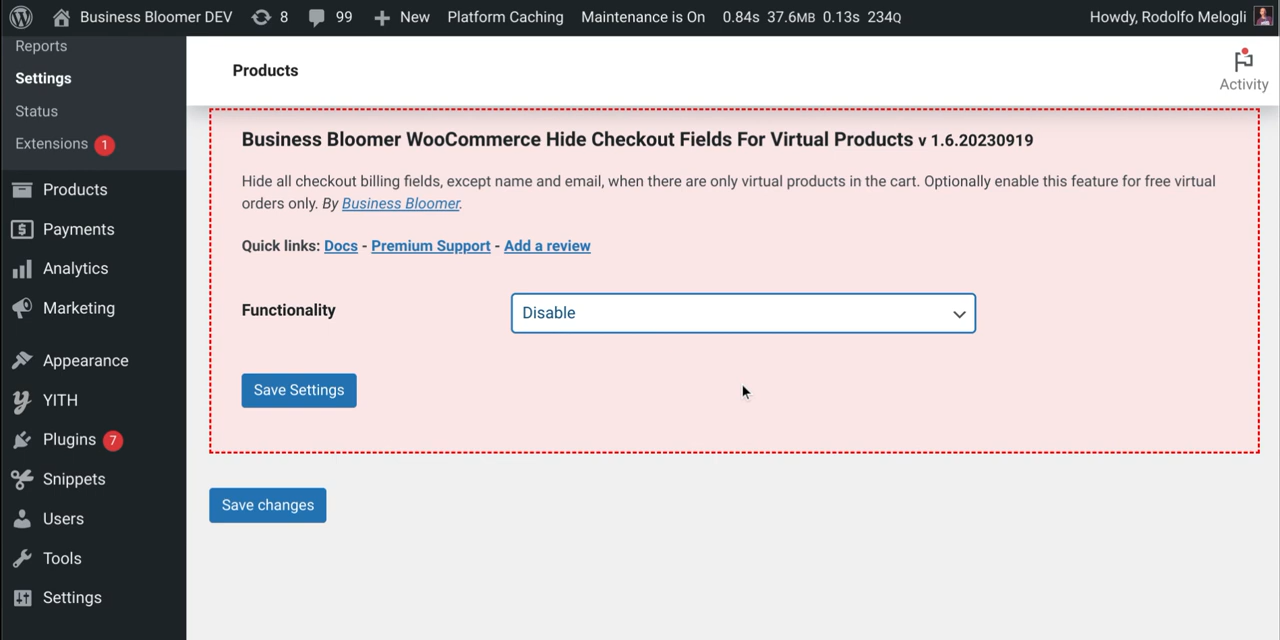 Business Bloomer DEV 8 99 New Platform Caching Maintenance is On 0.84s 37.6MB 0.13s 234Q Howdy, Rodolfo Melogli
Reports
Settings
Status
Extensions 1
Products
Payments
Analytics
Marketing
Appearance
YITH
Plugins 7
Snippets
Users
Tools
Settings
Products
Activity
Business Bloomer WooCommerce Hide Checkout Fields For Virtual Products v 1.6.20230919
Hide all checkout billing fields, except name and email, when there are only virtual products in the cart. Optionally enable this feature for free virtual
orders only. By Business Bloomer.
Quick links: Docs - Premium Support - Add a review
Functionality Disable
Save Settings
Save changes